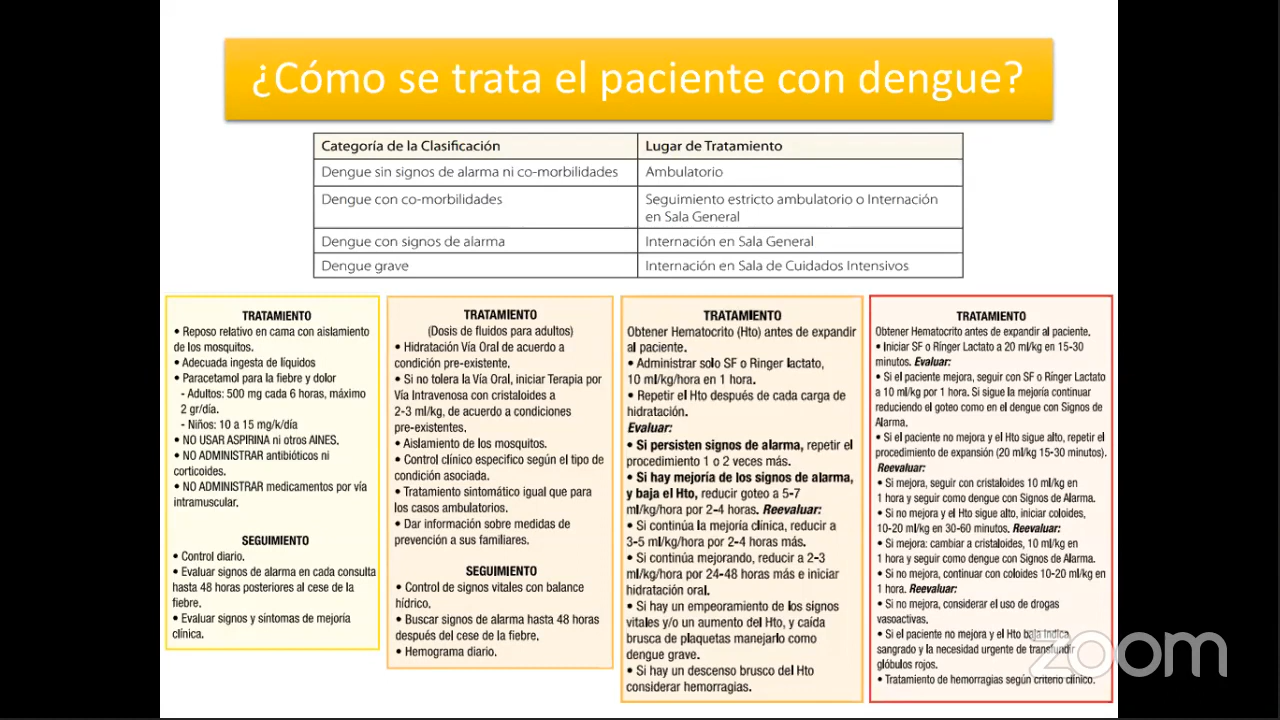 ¿Cómo se trata el paciente con dengue?
Categoría de la Clasificación
Lugar de Tratamiento
Dengue sin signos de alarma ni co-morbilidades
Ambulatorio
Dengue con co-morbilidades
Seguimiento estricto ambulatorio o Internación
en Sala General
Dengue con signos de alarma
Internación en Sala General
Dengue grave
Internación en Sala de Cuidados Intensivos
TRATAMIENTO
• Reposo relativo en cama con aislamiento
de los mosquitos.
• Adecuada ingesta de líquidos
• Paracetamol para la fiebre y dolor
- Adultos: 500 mg cada 6 horas, máximo
2 gr/día.
- Niños: 10 a 15 mg/k/día
• NO USAR ASPIRINA ni otros AINES.
• NO ADMINISTRAR antibióticos ni
corticoides.
• NO ADMINISTRAR medicamentos por vía
intramuscular.
SEGUIMIENTO
• Control diario.
• Evaluar signos de alarma en cada consulta
hasta 48 horas posteriores al cese de la
fiebre.
• Evaluar signos y síntomas de mejoría
clínica.
TRATAMIENTO
(Dosis de fluidos para adultos)
• Hidratación Vía Oral de acuerdo a
condición pre-existente.
• Si no tolera la Vía Oral, iniciar Terapia por
Vía Intravenosa con cristaloides a
2-3 ml/kg, de acuerdo a condiciones
pre-existentes.
• Aislamiento de los mosquitos.
• Control clínico especifico según el tipo de
condición asociada.
• Tratamiento sintomático igual que para
los casos ambulatorios.
• Dar información sobre medidas de
prevención a sus familiares.
SEGUIMIENTO
• Control de signos vitales con balance
hídrico.
• Buscar signos de alarma hasta 48 horas
después del cese de la fiebre.
• Hemograma diario.
TRATAMIENTO
Obtener Hematocrito (Hto) antes de expandir
al paciente.
• Administrar solo SF o Ringer lactato,
10 ml/kg/hora en 1 hora.
• Repetir el Hto después de cada carga de
hidratación.
Evaluar:
• Si persisten signos de alarma, repetir el
procedimiento 1 o 2 veces más.
• Si hay mejoría de los signos de alarma,
y baja el Hto, reducir goteo a 5-7
ml/kg/hora por 2-4 horas. Reevaluar:
• Si continúa la mejoría clínica, reducir a
3-5 ml/kg/hora por 2-4 horas más.
• Si continúa mejorando, reducir a 2-3
ml/kg/hora por 24-48 horas más e iniciar
hidratación oral.
• Si hay un empeoramiento de los signos
vitales y/o un aumento del Hto, y caída
brusca de plaquetas manejarlo como
dengue grave.
• Si hay un descenso brusco del Hto
considerar hemorragias.
TRATAMIENTO
Obtener Hematocrito antes de expandir al paciente.
• Iniciar SF o Rínger Lactato a 20 ml/kg en 15-30
minutos. Evaluar:
• Si el paciente mejora, seguir con SF o Ríger Lactato
a 10 ml/kg por 1 hora. Si sigue la mejoría continuar
reduciendo el goteo como en el dengue con Signos de
Alarma.
• Si el paciente no mejora y el Hto sigue alto, repetir el
procedimiento de expansión (20 ml/kg 15-30 minutos).
Reevaluar:
• Si mejora, seguir con cristaloides 10 ml/kg en
1 hora y seguir como dengue con Signos de Alarma.
• Si no mejora y el Hto sigue alto, iniciar coloides,
10-20 ml/kg en 30-60 minutos. Reevaluar:
• Si mejora: cambiar a cristaloides, 10 ml/kg en
1 hora y seguir como dengue con Signos de Alarma.
• Si no mejora, continuar con coloides 10-20 ml/kg en
1 hora. Reevaluar:
• Si no mejora, considerar el uso de drogas
vasoactivas.
• Si el paciente no mejora y el Hto baja indica
sangrado y la necesidad urgente de transfundir
glóbulos rojos.
• Tratamiento de hemorragias según criterio clínico.
zoom